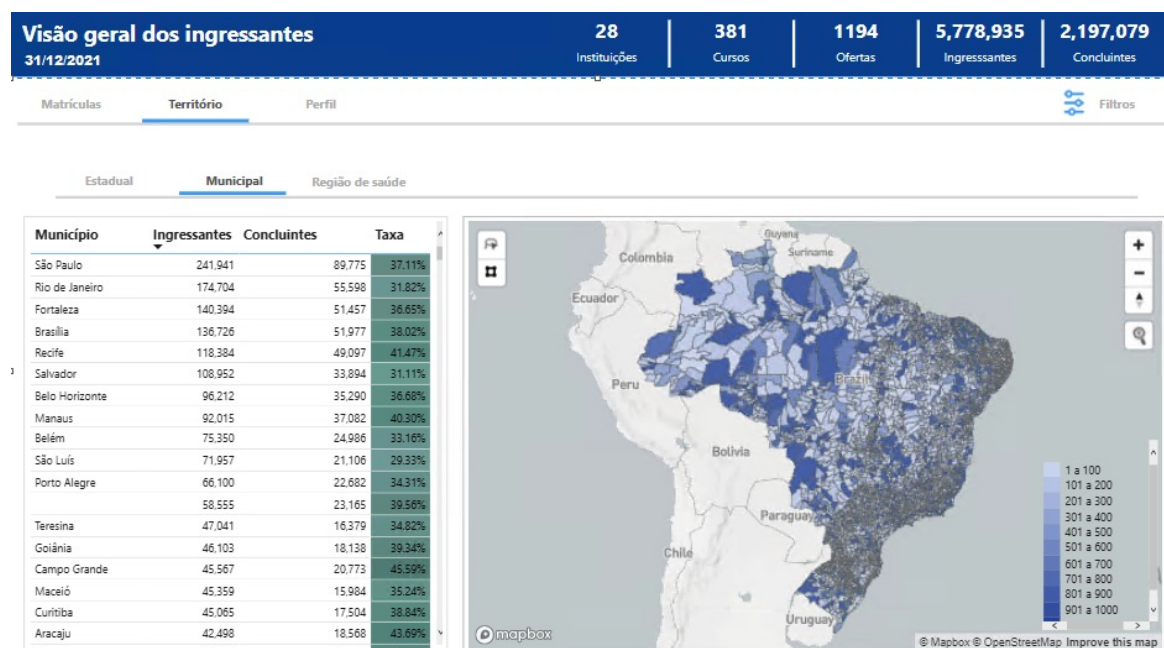 Visão geral dos ingressantes
31/12/2021
28
Instituições
381
Cursos
1194
Ofertas
5,778,935
Ingresssantes
2,197,079
Concluintes
Matrículas Território Perfil Filtros
Estadual Municipal Região de saúde
Município Ingressantes Concluintes Taxa
São Paulo 241,941 89,775 37.11%
Rio de Janeiro 174,704 55,598 31.82%
Fortaleza 140,394 51,457 36.65%
Brasília 136,726 51,977 38.02%
Recife 118,384 49,097 41.47%
Salvador 108,952 33,894 31.11%
Belo Horizonte 96,212 35,290 36.68%
Manaus 92,015 37,082 40.30%
Belém 75,350 24,986 33.16%
São Luís 71,957 21,106 29.33%
Porto Alegre 66,100 22,682 34.31%
58,555 23,165 39.56%
Teresina 47,041 16,379 34.82%
Goiânia 46,103 18,138 39.34%
Campo Grande 45,567 20,773 45.59%
Maceió 45,359 15,984 35.24%
Curitiba 45,065 17,504 38.84%
Aracaju 42,498 18,568 43.69%
Guyana
Colombia
Suriname
Ecuador
Peru
Brazil
Bolivia
Paraguay
Chile
Uruguay
1 a 100
101 a 200
201 a 300
301 a 400
401 a 500
501 a 600
601 a 700
701 a 800
801 a 900
901 a 1000
mapbox
© Mapbox © OpenStreetMap Improve this map